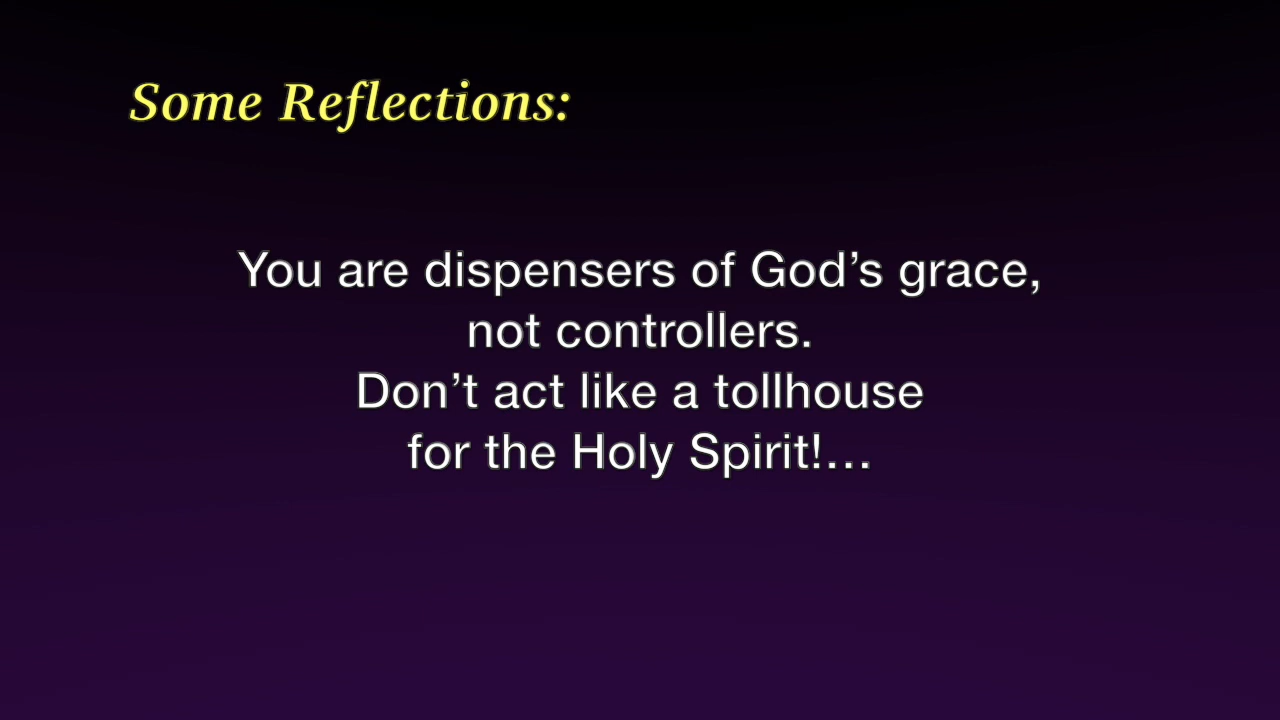 Some Reflections:
You are dispensers of God’s grace,
not controllers.
Don’t act like a tollhouse
for the Holy Spirit!…